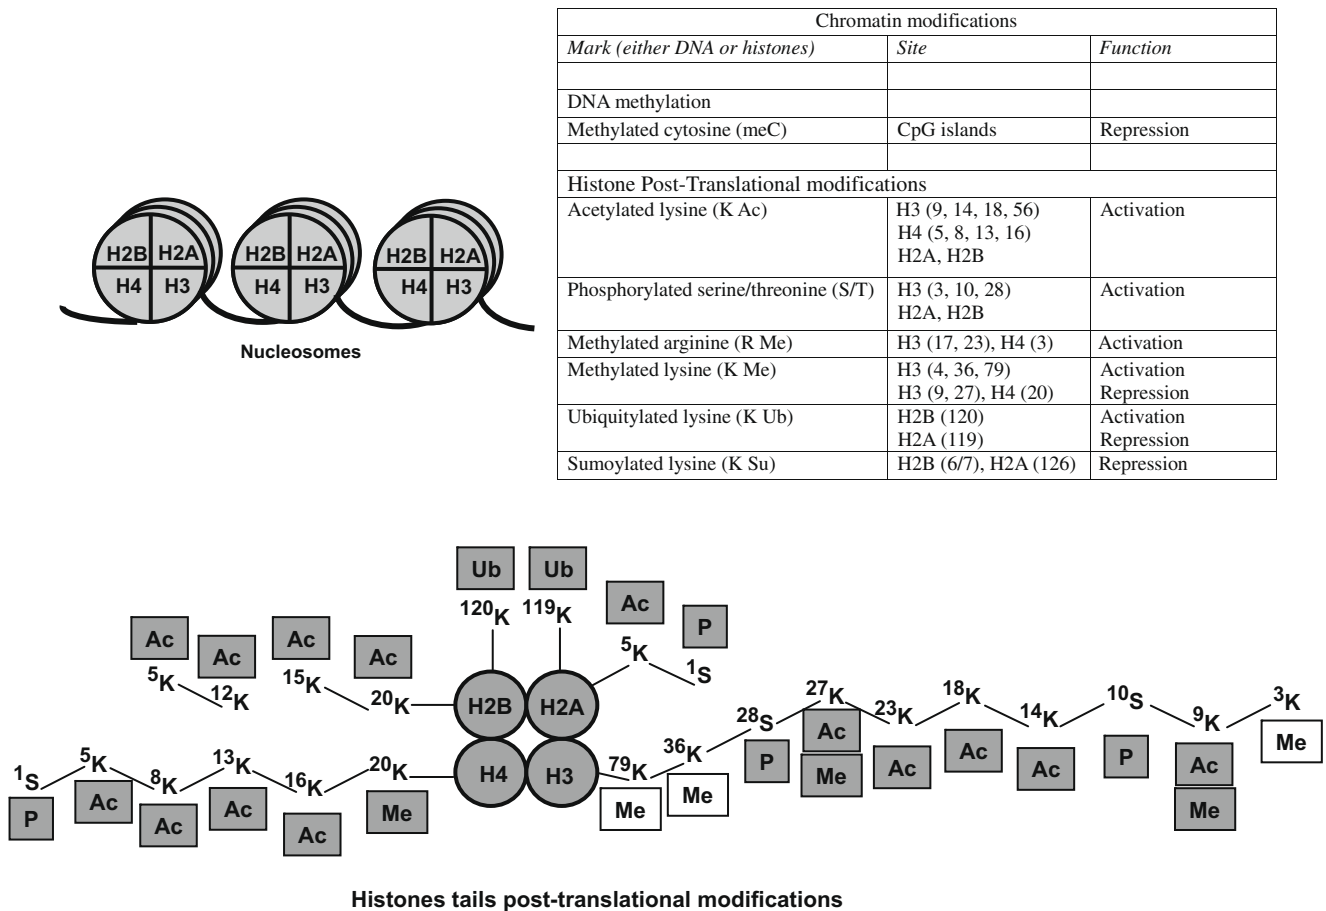 Chromatin modifications
Mark (either DNA or histones) Site Function
DNA methylation
Methylated cytosine (meC) CpG islands Repression
Histone Post-Translational modifications
Acetylated lysine (K Ac) H3 (9, 14, 18, 56) Activation
H4 (5, 8, 13, 16)
H2A, H2B
Phosphorylated serine/threonine (S/T) H3 (3, 10, 28) Activation
H2A, H2B
Methylated arginine (R Me) H3 (17, 23), H4 (3) Activation
Methylated lysine (K Me) H3 (4, 36, 79) Activation
H3 (9, 27), H4 (20) Repression
Ubiquitylated lysine (K Ub) H2B (120) Activation
H2A (119) Repression
Sumoylated lysine (K Su) H2B (6/7), H2A (126) Repression
H2B H2A H2B H2A H2B H2A
H4 H3 H4 H3 H4 H3
Nucleosomes
Ub Ub
120K 119K
Ac P
5K 1S
Ac Ac Ac Ac
5K 12K 15K 20K
H2B H2A
H4 H3
1S 5K 8K 13K 16K 20K
P Ac Ac Ac Ac Me
79K 36K 28S 27K 23K 18K 14K 10S 9K 3K
Me Me P Ac Ac Ac Ac P Ac Me
Me Me
Histones tails post-translational modifications